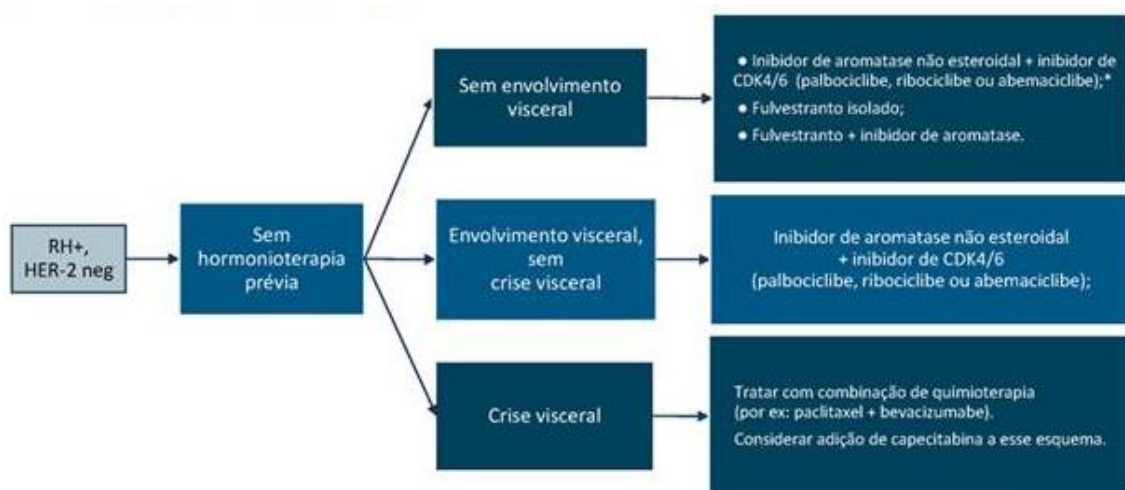 RH+,
HER-2 neg
Sem
hormonioterapia
prévia
Sem envolvimento
visceral
● Inibidor de aromatase não esteroidal + inibidor de
CDK4/6 (palbociclibe, ribociclibe ou abemaciclibe);*
● Fulvestranto isolado;
● Fulvestranto + inibidor de aromatase.
Envolvimento visceral,
sem
crise visceral
Inibidor de aromatase não esteroidal
+ inibidor de CDK4/6
(palbociclibe, ribociclibe ou abemaciclibe);
Crise visceral
Tratar com combinação de quimioterapia
(por ex: paclitaxel + bevacizumabe).
Considerar adição de capecitabina a esse esquema.